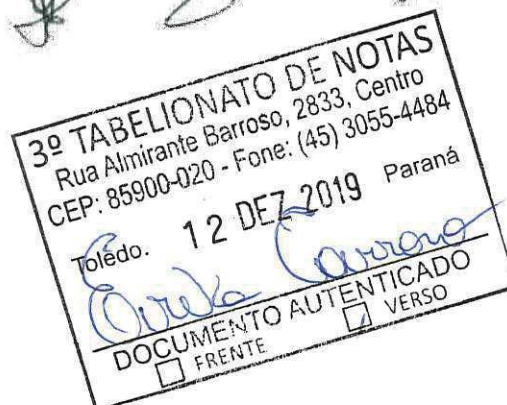 3º TABELIONATO DE NOTAS
Rua Almirante Barroso, 2833, Centro
CEP: 85900-020 - Fone: (45) 3055-4484
Toledo. 12 DEZ 2019 Paraná
DOCUMENTO AUTENTICADO
FRENTE VERSO